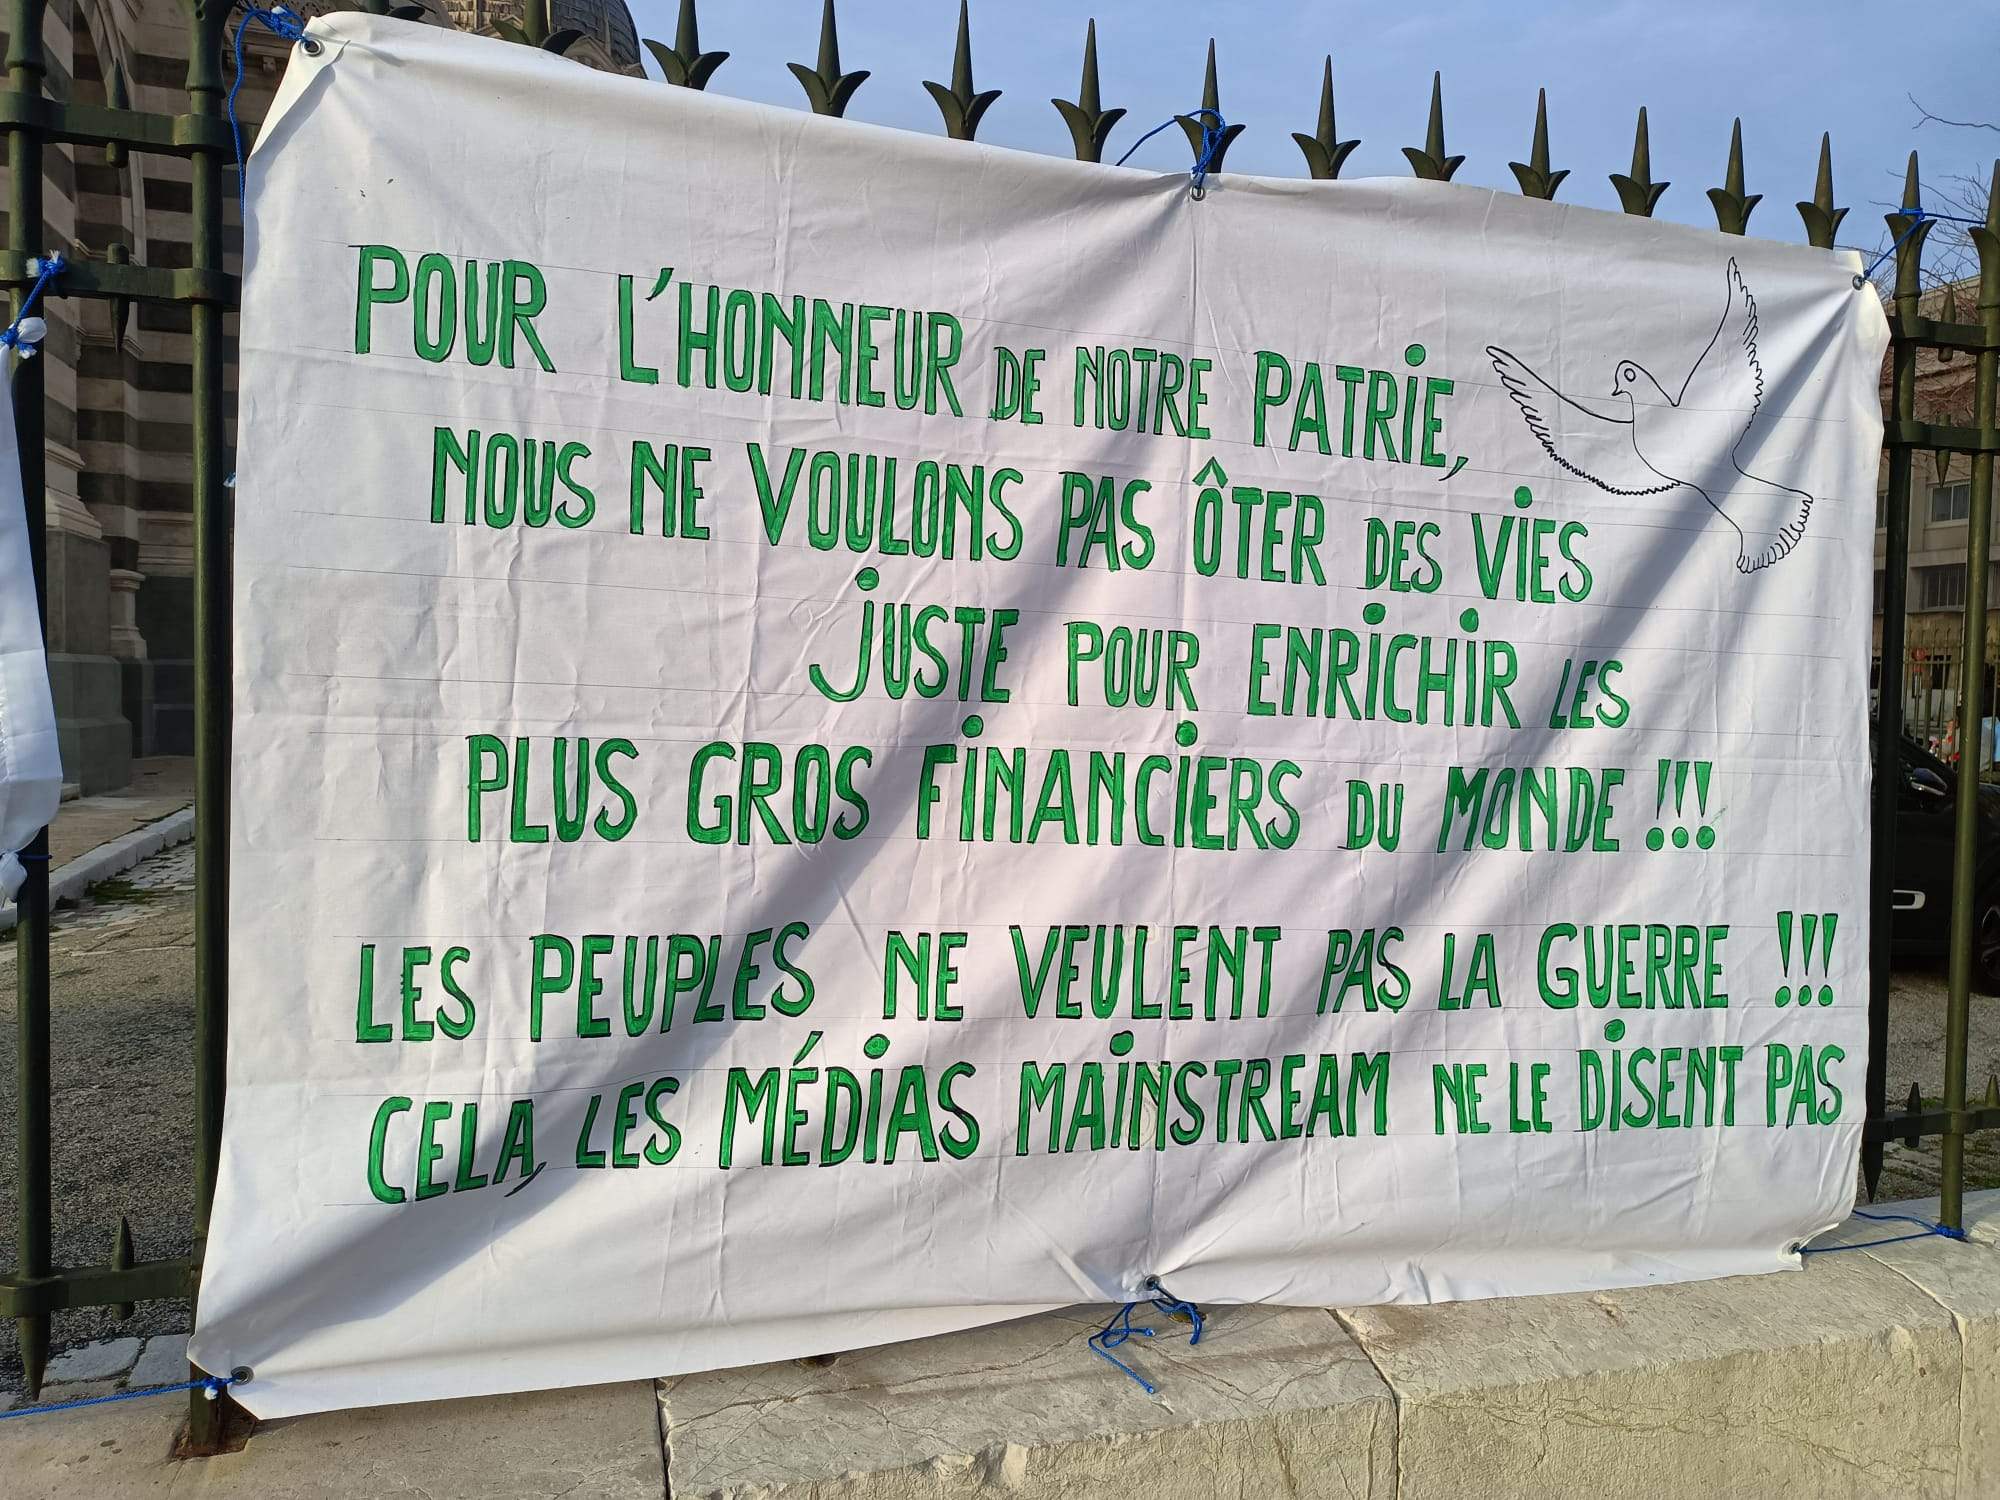 POUR L'HONNEUR DE NOTRE PATRIE,
NOUS NE VOULONS PAS ÔTER DES VIES
JUSTE POUR ENRICHIR LES
PLUS GROS FINANCIERS DU MONDE !!!
LES PEUPLES NE VEULENT PAS LA GUERRE !!!
CELA, LES MÉDIAS MAINSTREAM NE LE DISENT PAS